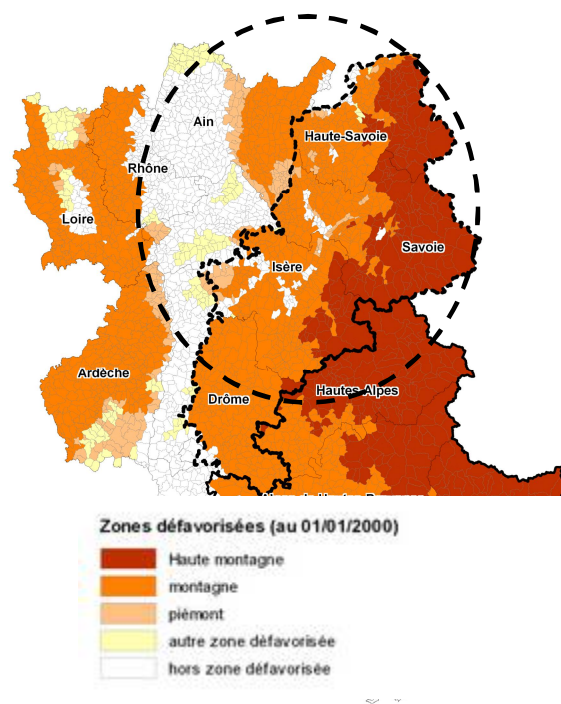 Ain
Haute-Savoie
Rhône
Loire
Savoie
Isère
Ardèche
Hautes-Alpes
Drôme
Zones défavorisées (au 01/01/2000)
Haute montagne
montagne
piémont
autre zone défavorisée
hors zone défavorisée